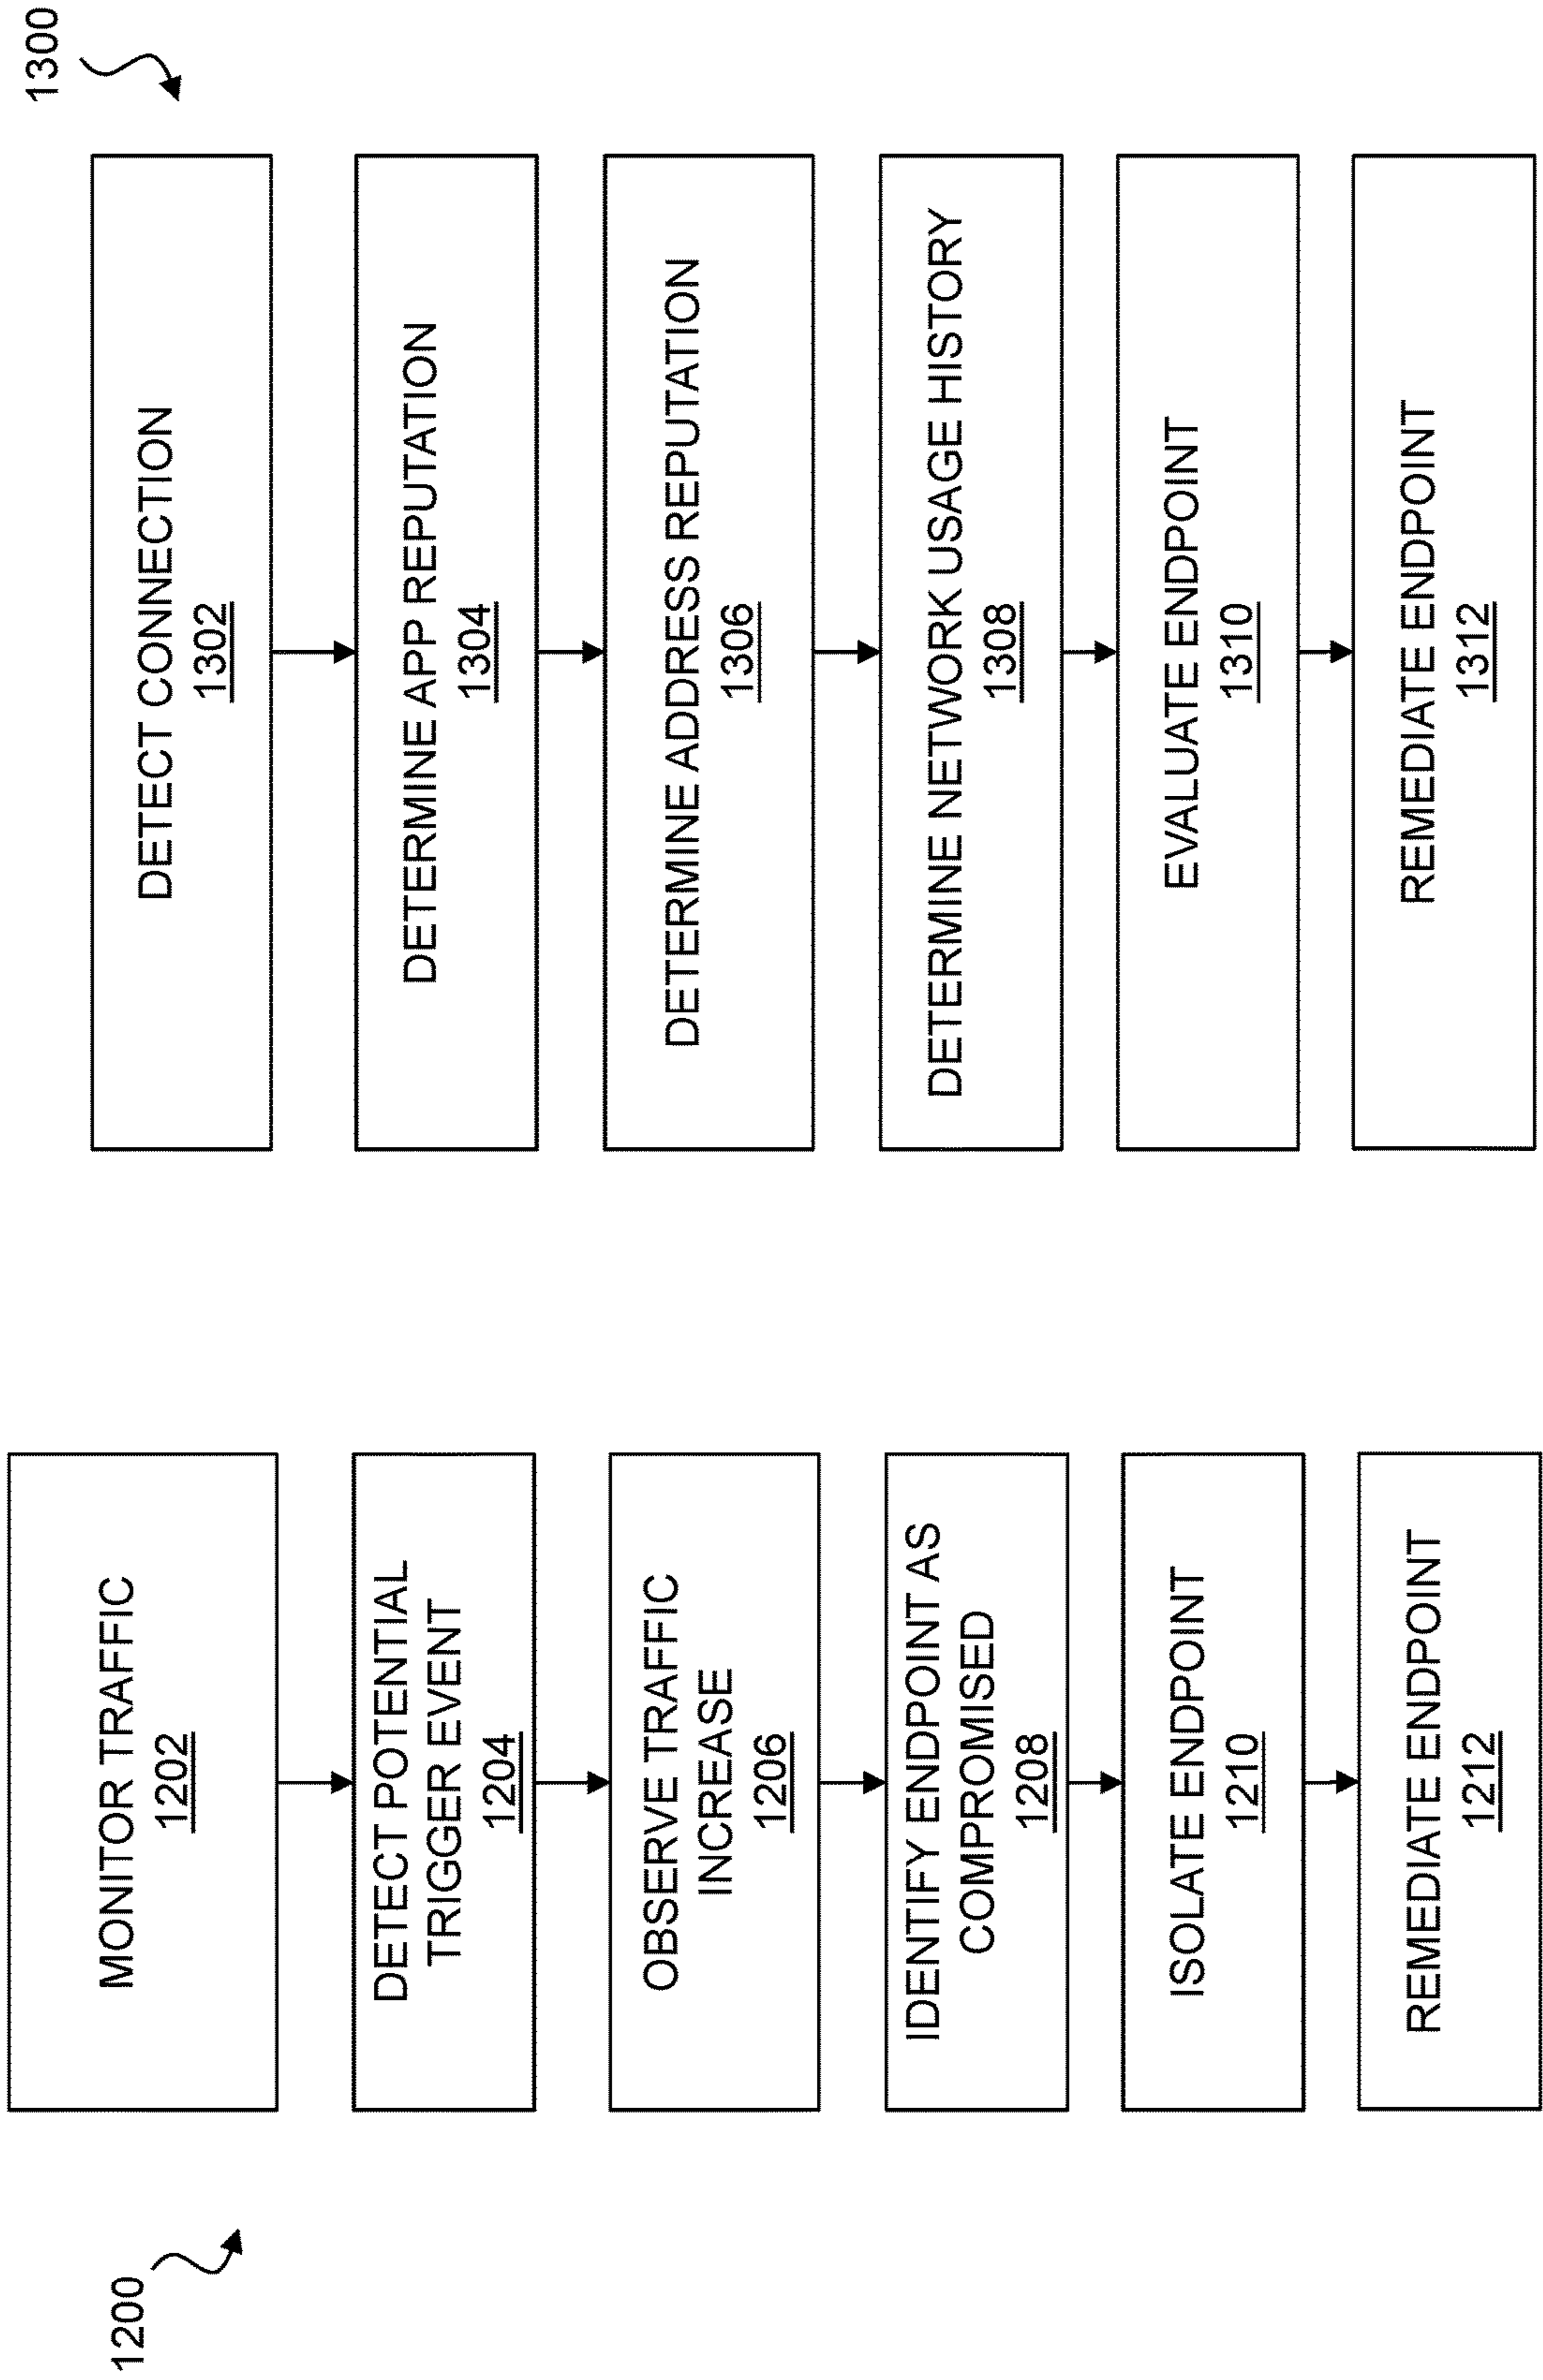 1200
MONITOR TRAFFIC
1202
DETECT POTENTIAL
TRIGGER EVENT
1204
OBSERVE TRAFFIC
INCREASE
1206
IDENTIFY ENDPOINT AS
COMPROMISED
1208
ISOLATE ENDPOINT
1210
REMEDIATE ENDPOINT
1212
1300
DETECT CONNECTION
1302
DETERMINE APP REPUTATION
1304
DETERMINE ADDRESS REPUTATION
1306
DETERMINE NETWORK USAGE HISTORY
1308
EVALUATE ENDPOINT
1310
REMEDIATE ENDPOINT
1312